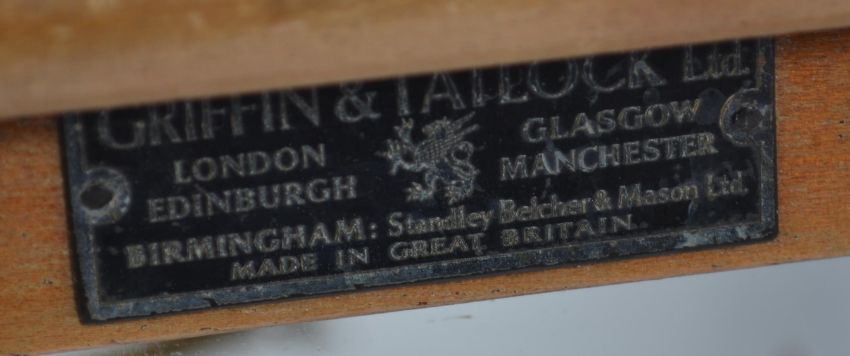 GRIFFIN & TATLOCK Ltd.
LONDON GLASGOW
EDINBURGH MANCHESTER
BIRMINGHAM: Standley Belcher & Mason Ltd.
MADE IN GREAT BRITAIN